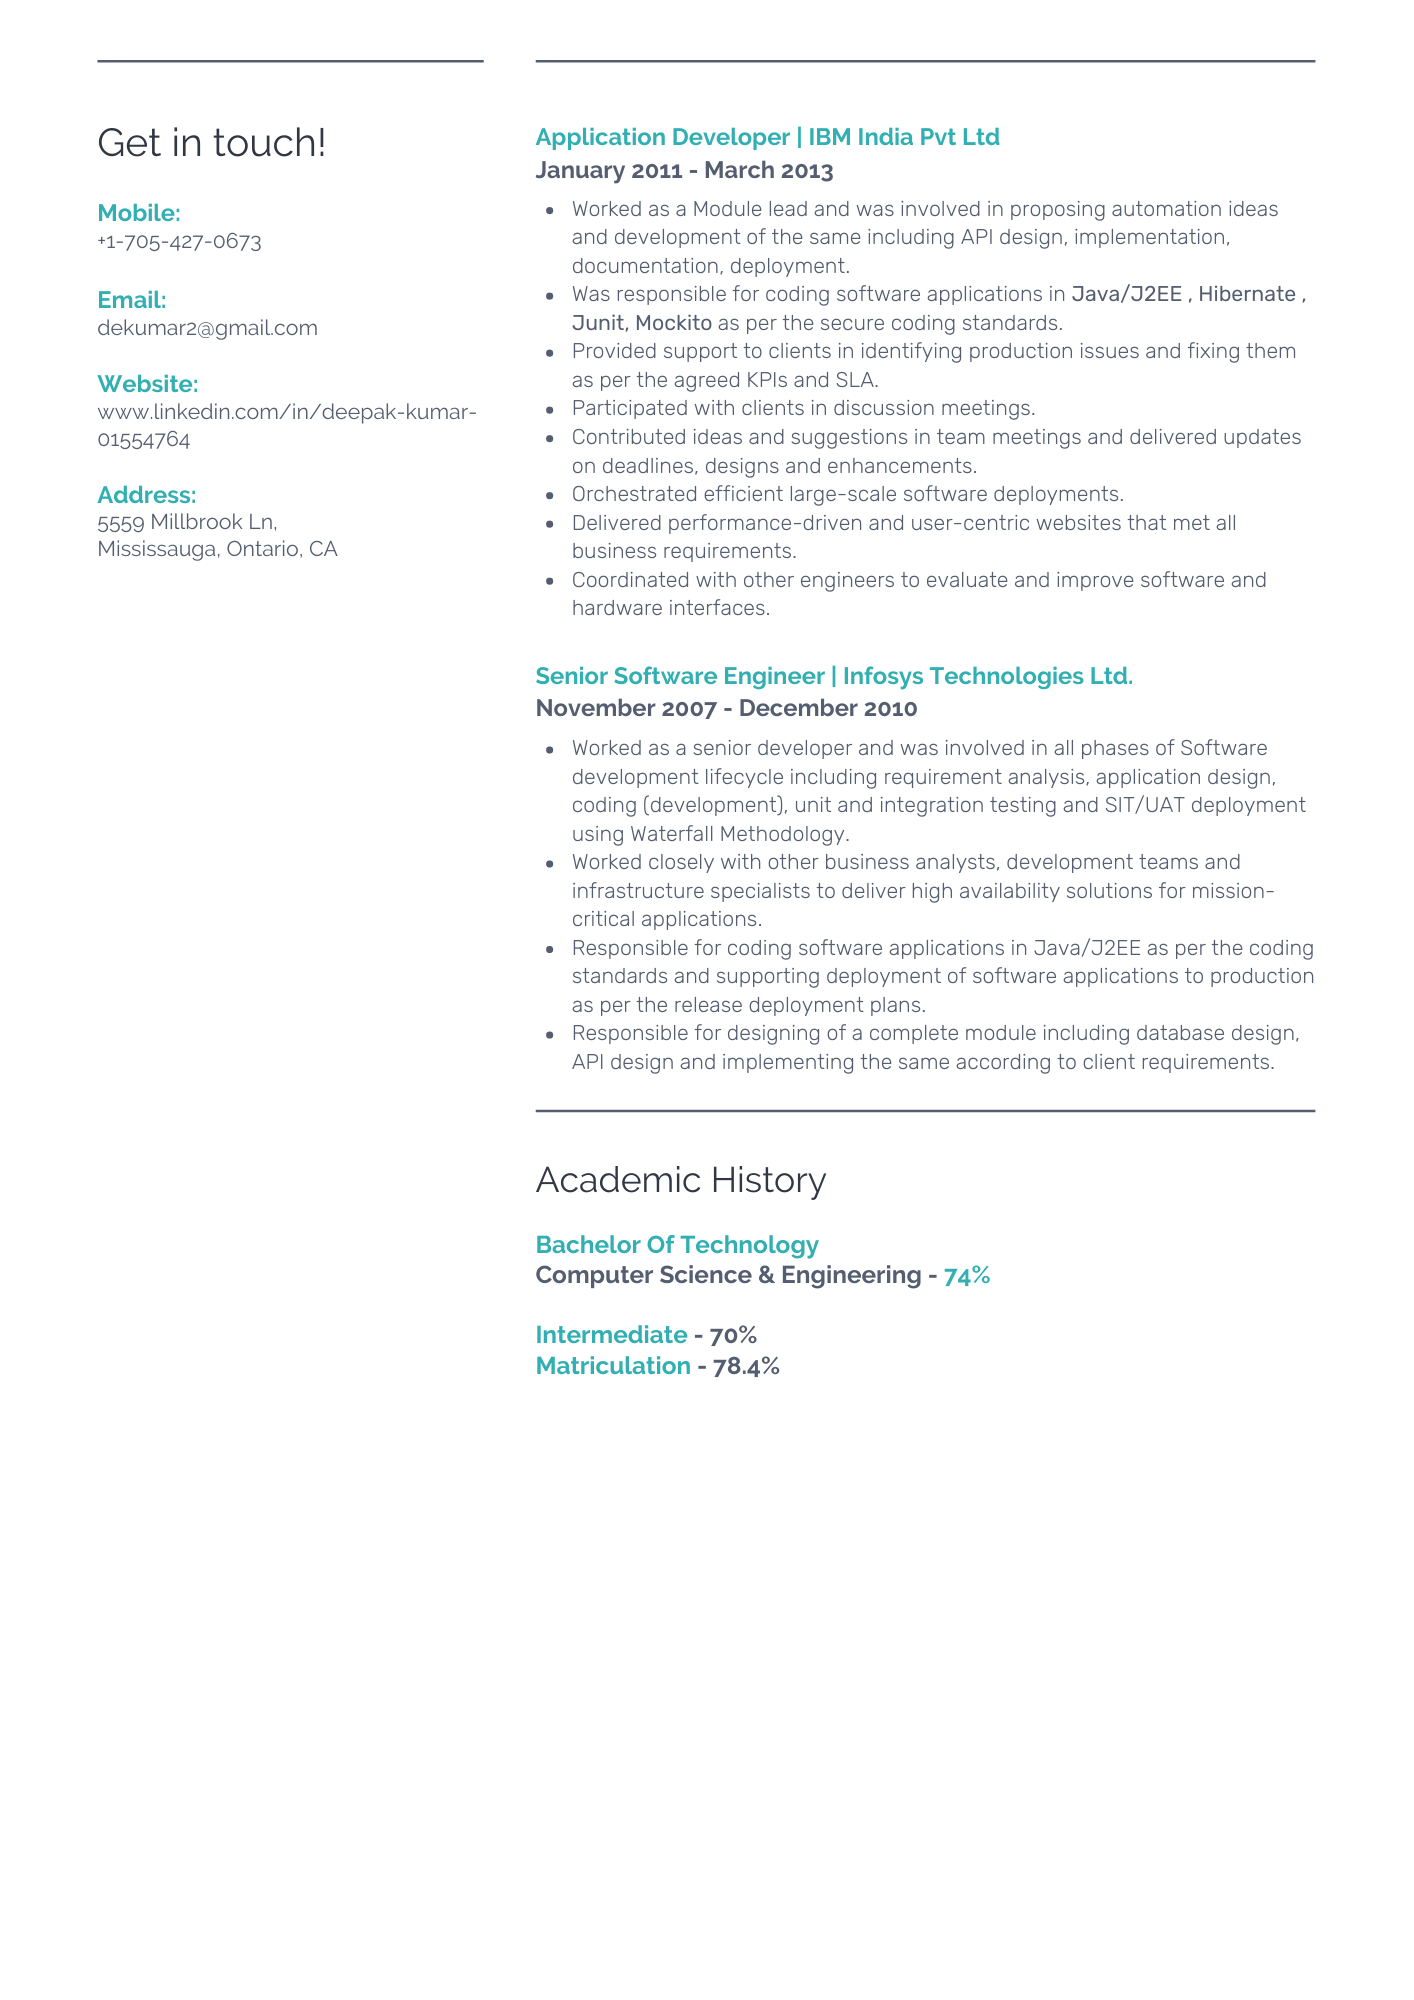 Get in touch!
Mobile:
+1-705-427-0673
Email:
dekumar2@gmail.com
Website:
www.linkedin.com/in/deepak-kumar-
01554764
Address:
5559 Millbrook Ln,
Mississauga, Ontario, CA
Application Developer | IBM India Pvt Ltd
January 2011 - March 2013
• Worked as a Module lead and was involved in proposing automation ideas
and development of the same including API design, implementation,
documentation, deployment.
• Was responsible for coding software applications in Java/J2EE , Hibernate ,
Junit, Mockito as per the secure coding standards.
• Provided support to clients in identifying production issues and fixing them
as per the agreed KPIs and SLA.
• Participated with clients in discussion meetings.
• Contributed ideas and suggestions in team meetings and delivered updates
on deadlines, designs and enhancements.
• Orchestrated efficient large-scale software deployments.
• Delivered performance-driven and user-centric websites that met all
business requirements.
• Coordinated with other engineers to evaluate and improve software and
hardware interfaces.
Senior Software Engineer | Infosys Technologies Ltd.
November 2007 - December 2010
• Worked as a senior developer and was involved in all phases of Software
development lifecycle including requirement analysis, application design,
coding (development), unit and integration testing and SIT/UAT deployment
using Waterfall Methodology.
• Worked closely with other business analysts, development teams and
infrastructure specialists to deliver high availability solutions for mission-
critical applications.
• Responsible for coding software applications in Java/J2EE as per the coding
standards and supporting deployment of software applications to production
as per the release deployment plans.
• Responsible for designing of a complete module including database design,
API design and implementing the same according to client requirements.
Academic History
Bachelor Of Technology
Computer Science & Engineering - 74%
Intermediate - 70%
Matriculation - 78.4%